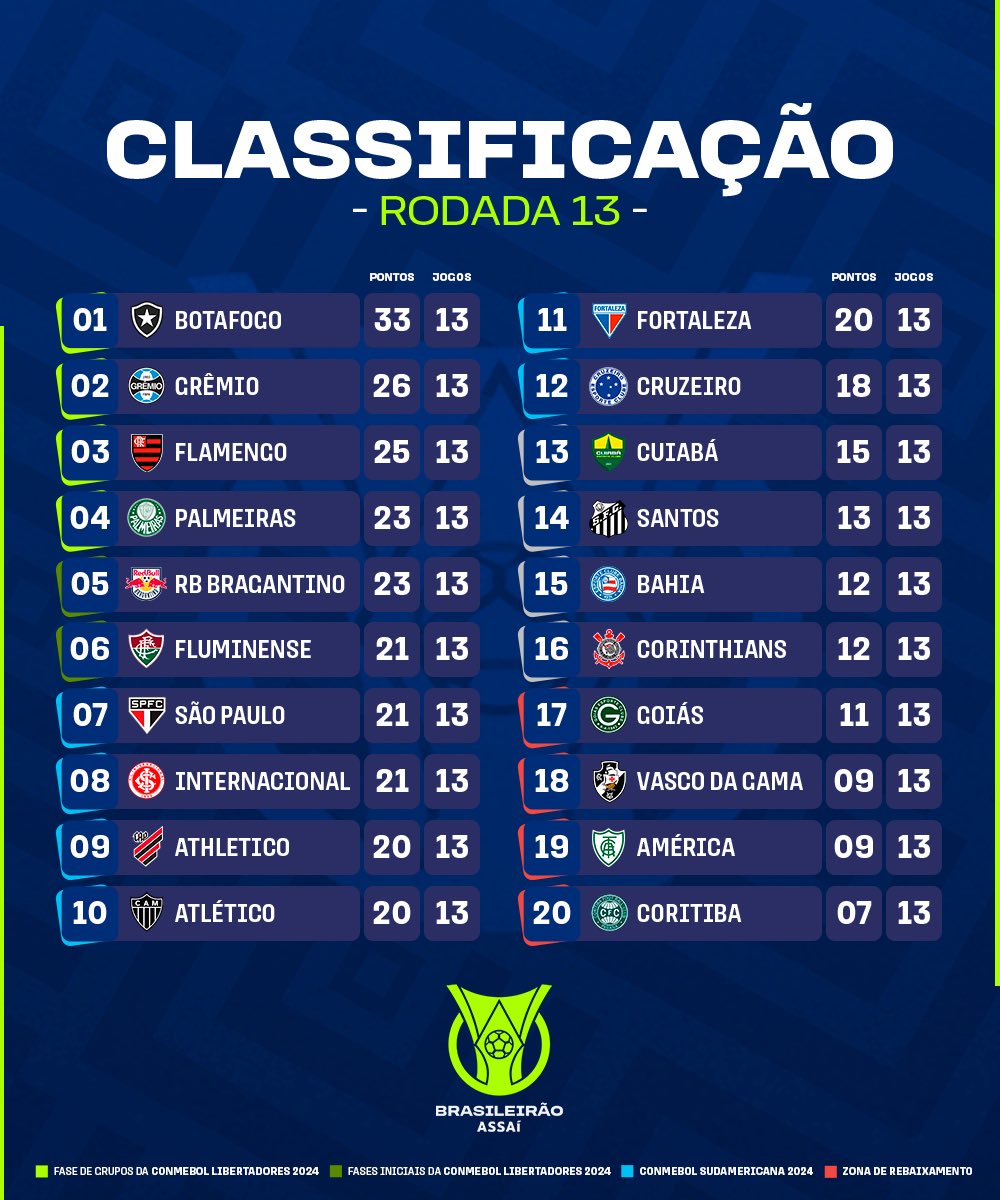 CLASSIFICAÇÃO
- RODADA 13 -
PONTOS JOGOS
01 BOTAFOGO 33 13
02 GRÊMIO 26 13
03 FLAMENGO 25 13
04 PALMEIRAS 23 13
05 RB BRAGANTINO 23 13
06 FLUMINENSE 21 13
07 SÃO PAULO 21 13
08 INTERNACIONAL 21 13
09 ATHLETICO 20 13
10 ATLÉTICO 20 13
PONTOS JOGOS
11 FORTALEZA 20 13
12 CRUZEIRO 18 13
13 CUIABÁ 15 13
14 SANTOS 13 13
15 BAHIA 12 13
16 CORINTHIANS 12 13
17 GOIÁS 11 13
18 VASCO DA GAMA 09 13
19 AMÉRICA 09 13
20 CORITIBA 07 13
BRASILEIRÃO
ASSAÍ
FASE DE GRUPOS DA CONMEBOL LIBERTADORES 2024 FASES INICIAIS DA CONMEBOL LIBERTADORES 2024 CONMEBOL SUDAMERICANA 2024 ZONA DE REBAIXAMENTO